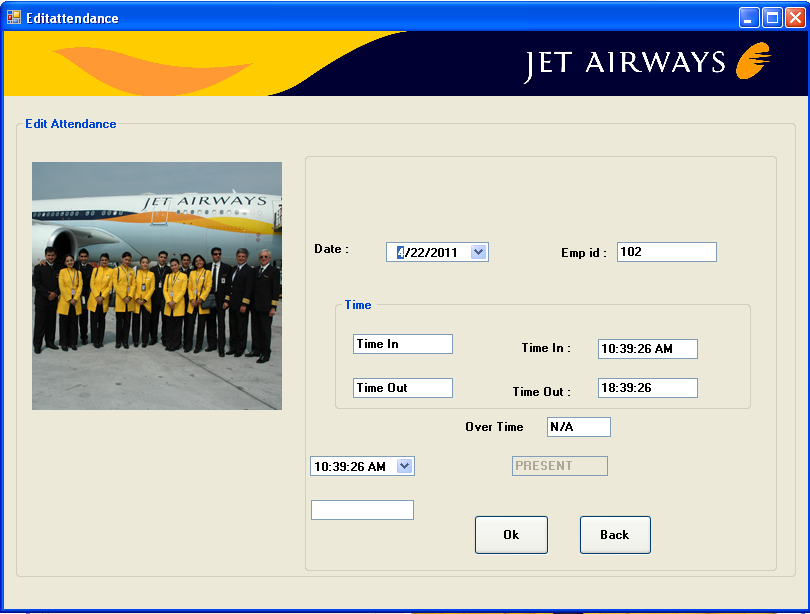 Editattendance
JET AIRWAYS
Edit Attendance
JET AIRWAYS
Date :
4/22/2011
Emp id :
102
Time
Time In
Time In :
10:39:26 AM
Time Out
Time Out :
18:39:26
Over Time
N/A
10:39:26 AM
PRESENT
Ok
Back